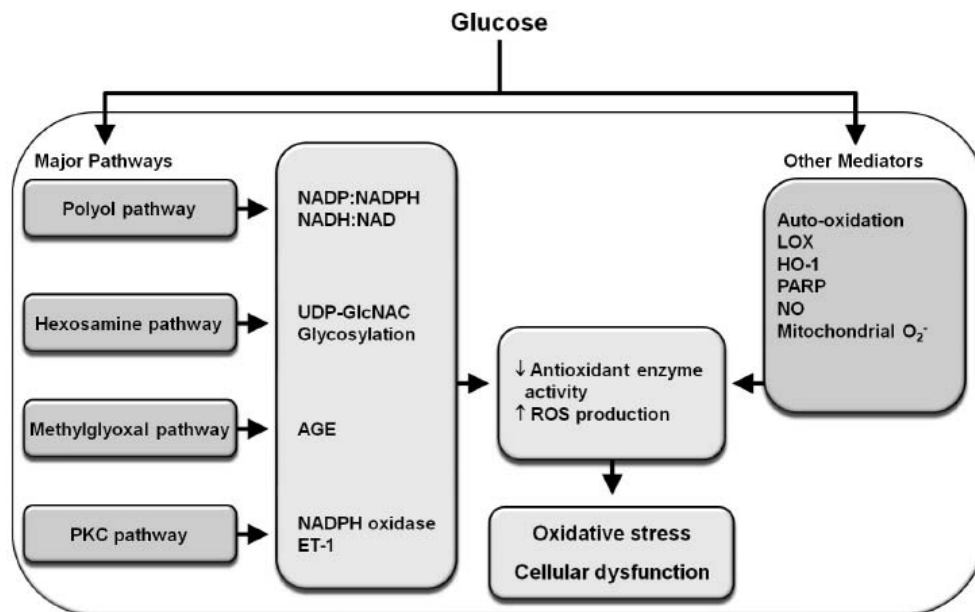 Glucose
Major Pathways
Polyol pathway
Hexosamine pathway
Methylglyoxal pathway
PKC pathway
NADP:NADPH
NADH:NAD
UDP-GlcNAC
Glycosylation
AGE
NADPH oxidase
ET-1
↓ Antioxidant enzyme
activity
↑ ROS production
Oxidative stress
Cellular dysfunction
Other Mediators
Auto-oxidation
LOX
HO-1
PARP
NO
Mitochondrial O₂⁻